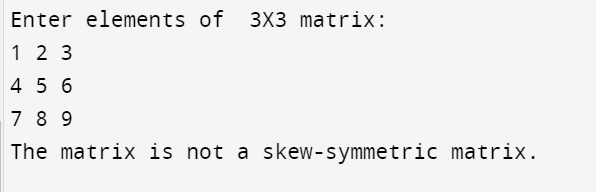 Enter elements of  3X3 matrix:
1 2 3
4 5 6
7 8 9
The matrix is not a skew-symmetric matrix.